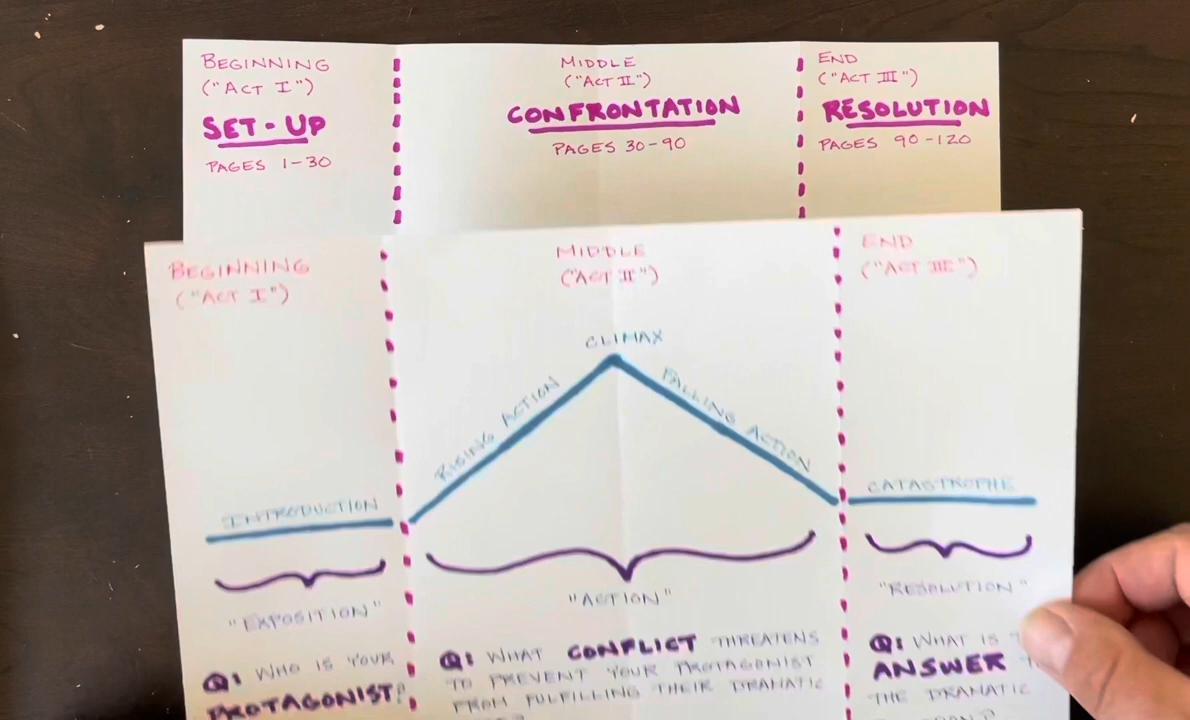 BEGINNING
("ACT I")
SET-UP
PAGES 1-30
MIDDLE
("ACT II")
CONFRONTATION
PAGES 30-90
END
("ACT III")
RESOLUTION
PAGES 90-120
BEGINNING
("ACT I")
MIDDLE
("ACT II")
END
("ACT III")
CLIMAX
RISING ACTION
FALLING ACTION
INTRODUCTION
CATASTROPHE
"EXPOSITION"
"ACTION"
"RESOLUTION"
Q: WHO IS YOUR
PROTAGONIST?
Q: WHAT CONFLICT THREATENS
TO PREVENT YOUR PROTAGONIST
FROM FULFILLING THEIR DRAMATIC
Q: WHAT IS
ANSWER
THE DRAMATIC